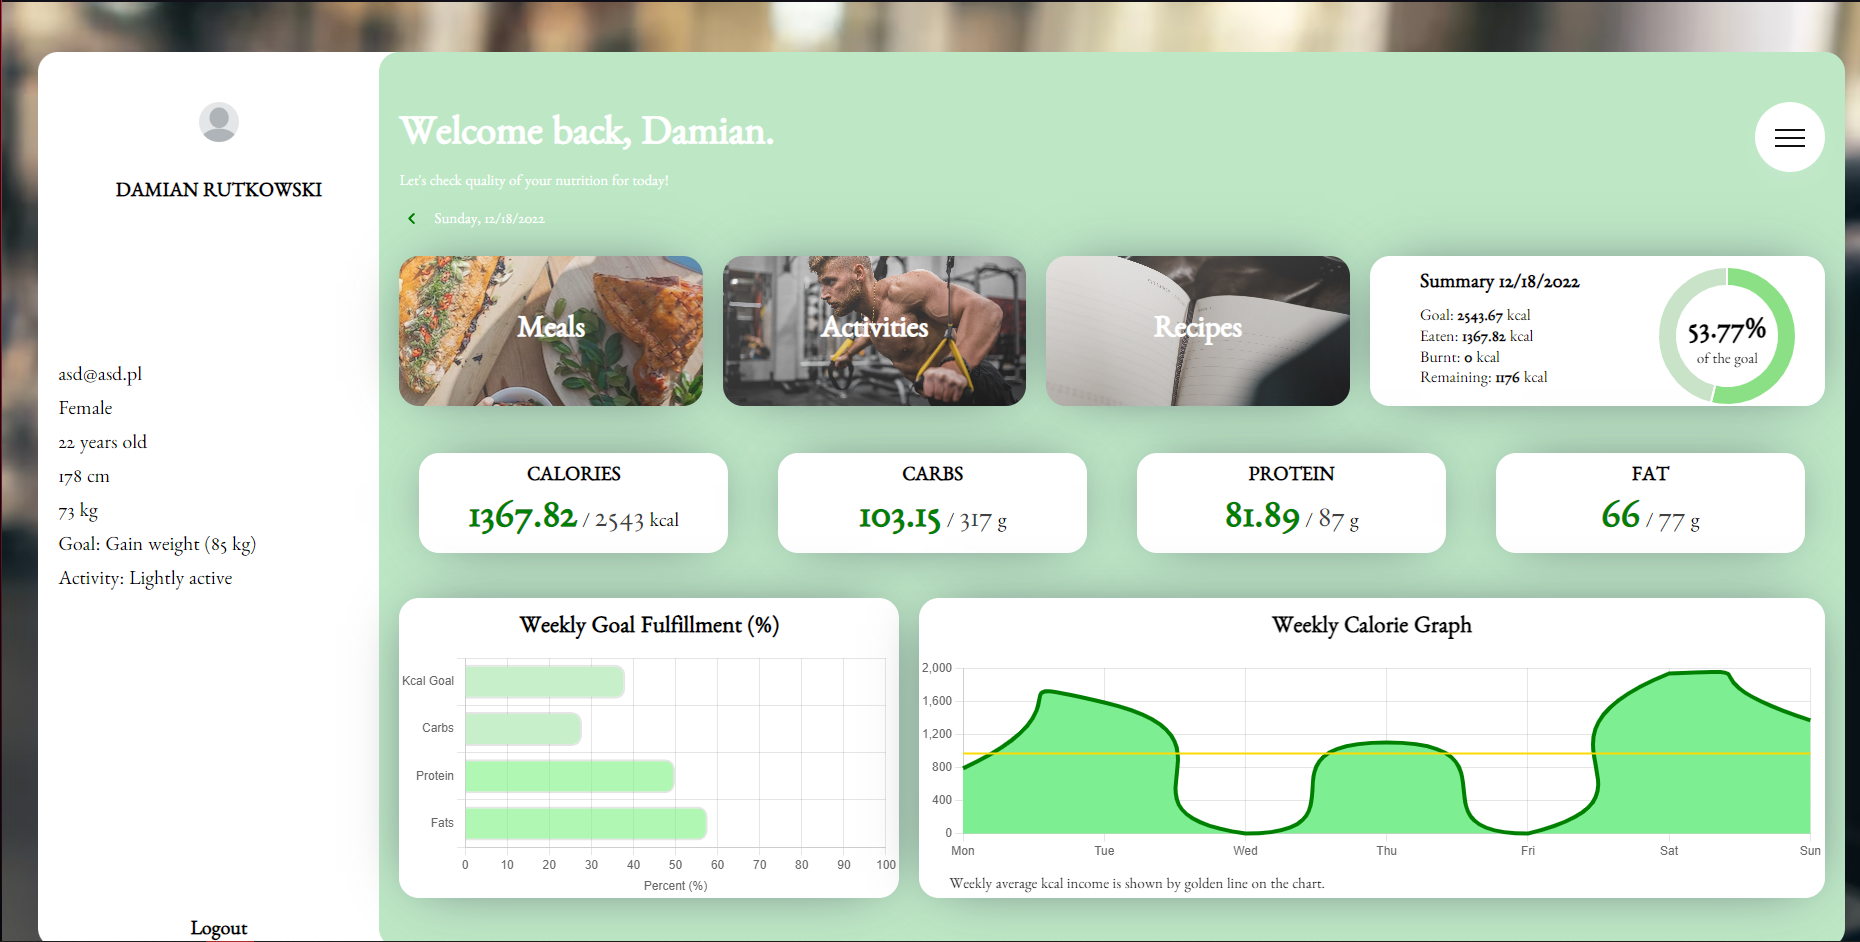 DAMIAN RUTKOWSKI
asd@asd.pl
Female
22 years old
178 cm
73 kg
Goal: Gain weight (85 kg)
Activity: Lightly active
Logout
Welcome back, Damian.
Let's check quality of your nutrition for today!
Sunday, 12/18/2022
Meals
Activities
Recipes
Summary 12/18/2022
Goal: 2543.67 kcal
Eaten: 1367.82 kcal
Burnt: 0 kcal
Remaining: 1176 kcal
53.77%
of the goal
CALORIES
1367.82 / 2543 kcal
CARBS
103.15 / 317 g
PROTEIN
81.89 / 87 g
FAT
66 / 77 g
Weekly Goal Fulfillment (%)
Kcal Goal
Carbs
Protein
Fats
0 10 20 30 40 50 60 70 80 90 100
Percent (%)
Weekly Calorie Graph
2,000
1,600
1,200
800
400
0
Mon Tue Wed Thu Fri Sat Sun
Weekly average kcal income is shown by golden line on the chart.